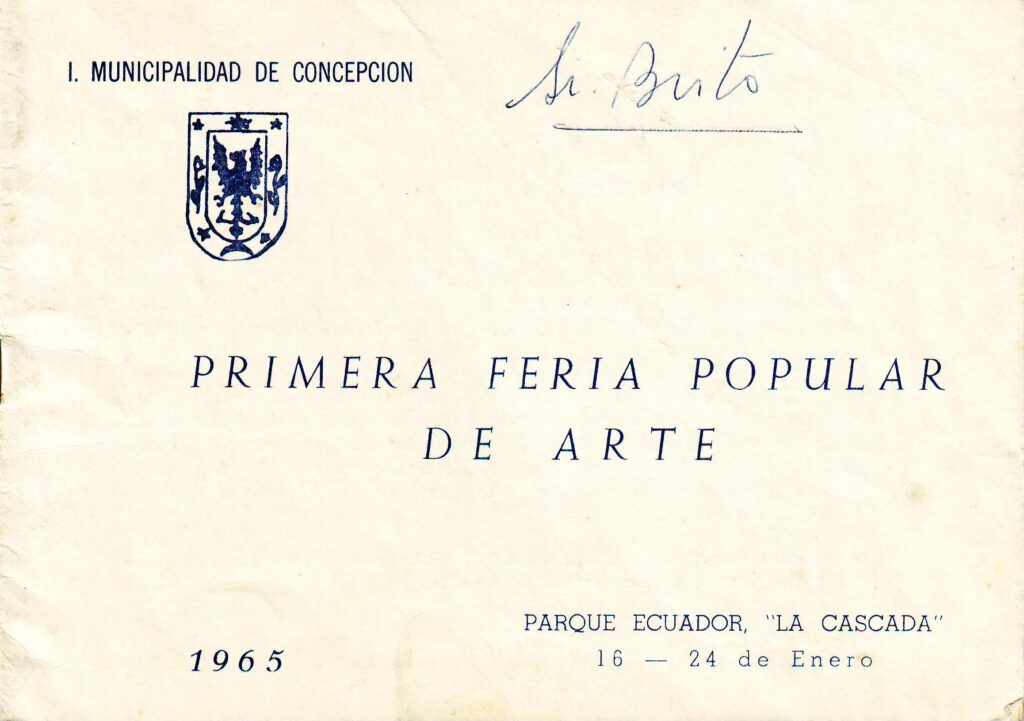 I. MUNICIPALIDAD DE CONCEPCION
Sr. Brito
PRIMERA FERIA POPULAR
DE ARTE
PARQUE ECUADOR, "LA CASCADA"
16 — 24 de Enero
1965